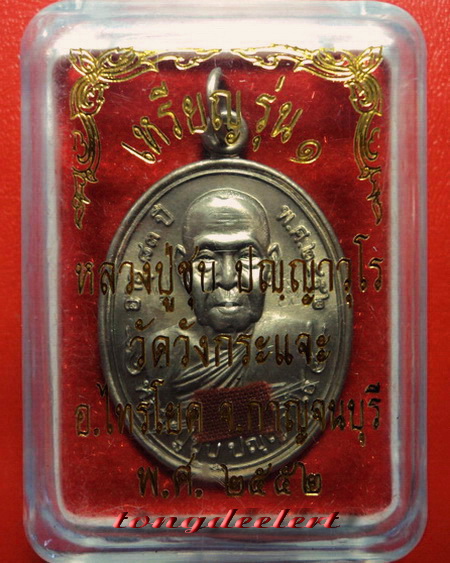 เหรียญ รุ่น ๑
หลวงปู่ชุบ ปัญญาวุโธ
วัดวังกระแจะ
อ.ไทรโยค จ.กาญจนบุรี
พ.ศ. ๒๕๕๒
tongdeelert